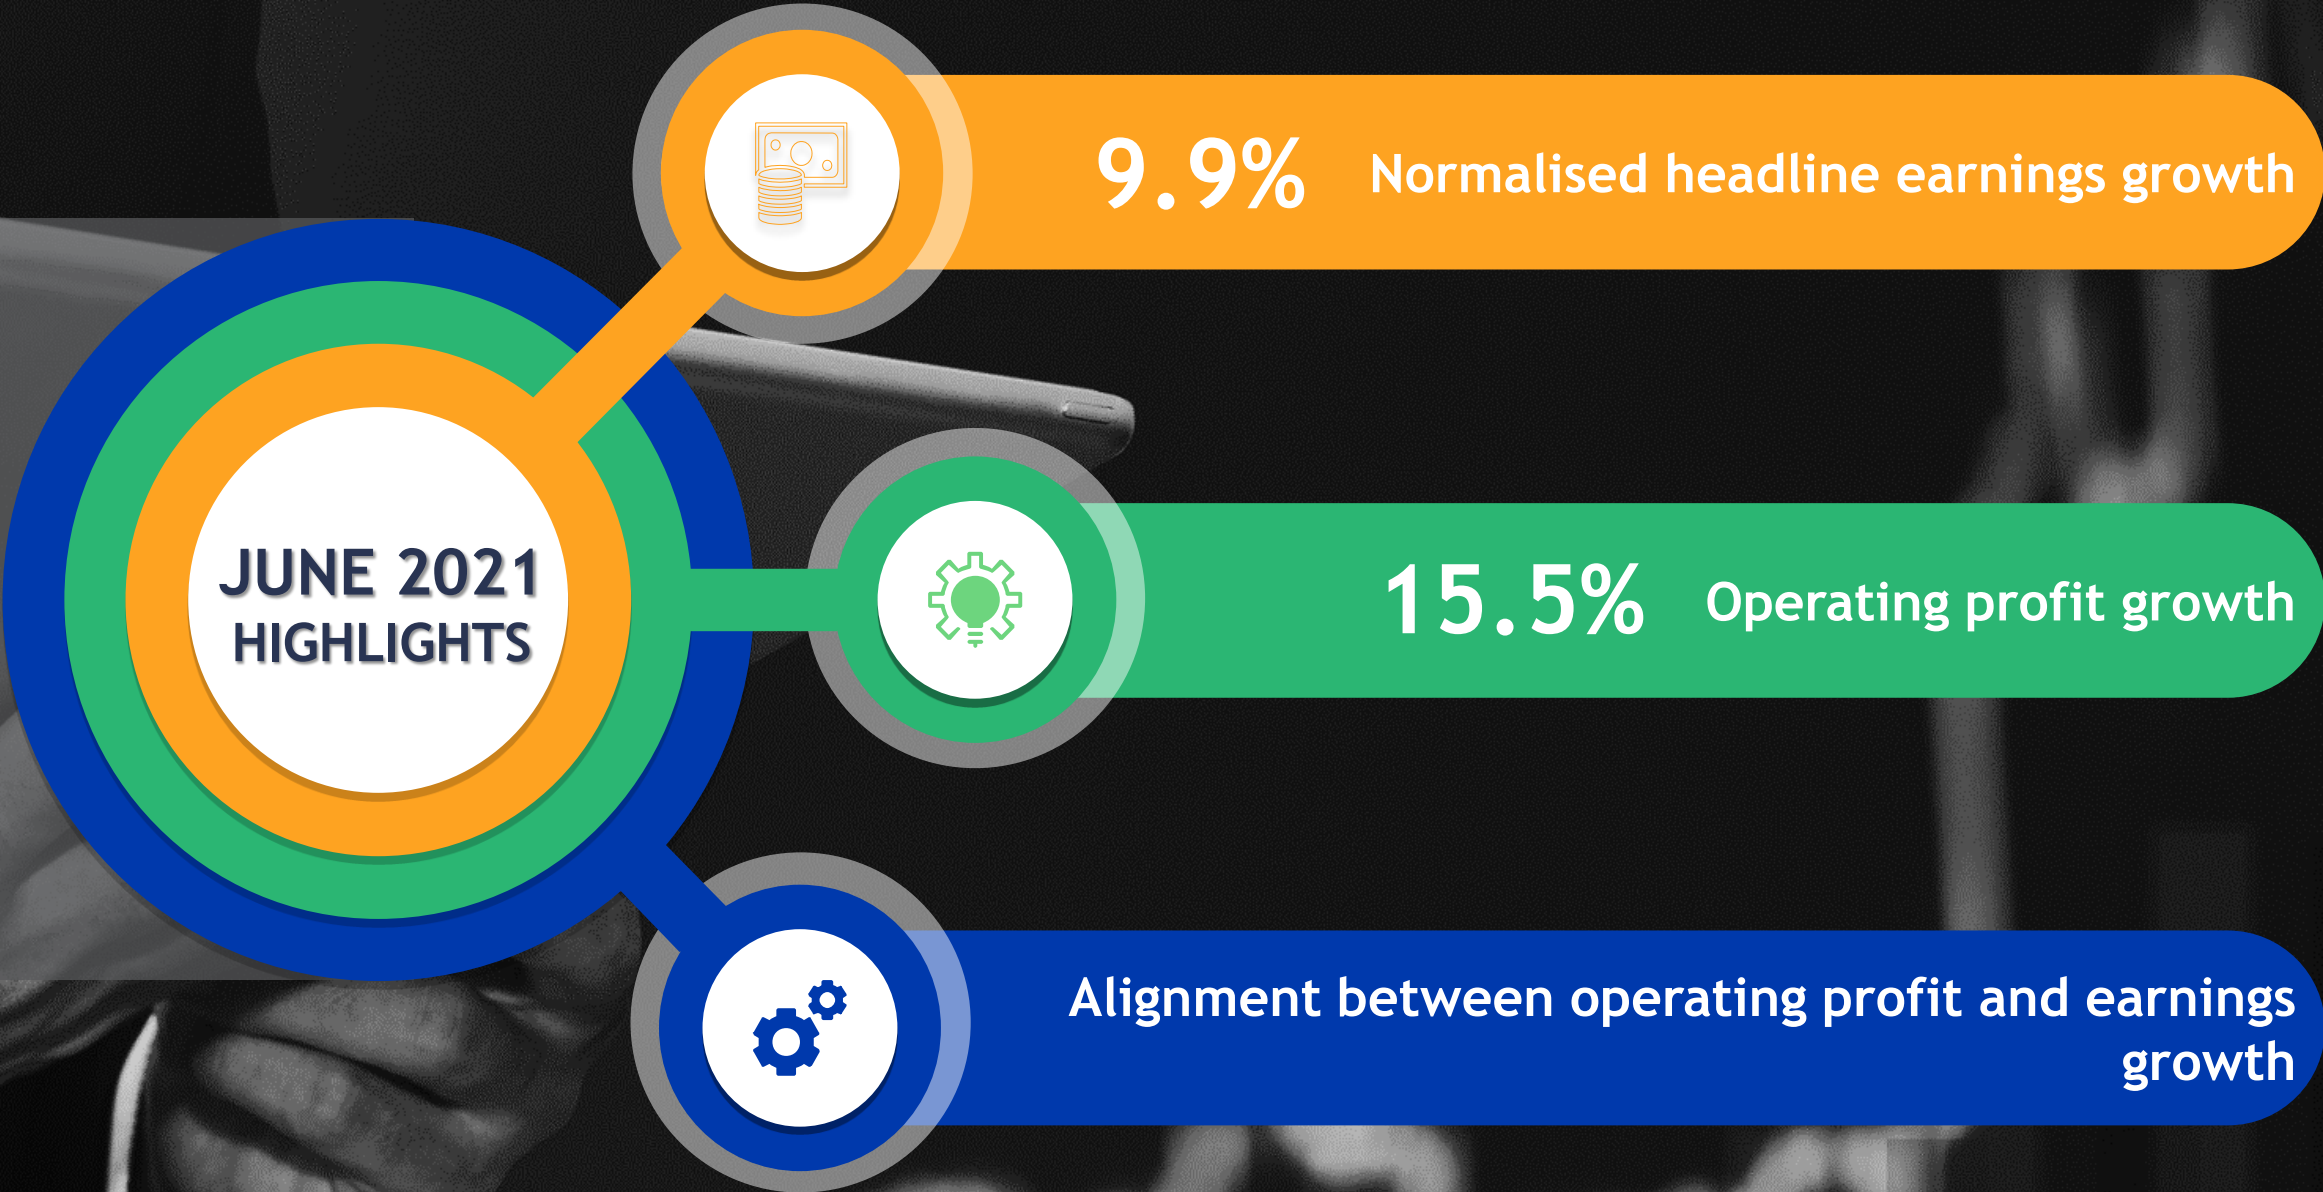 JUNE 2021
HIGHLIGHTS
9.9% Normalised headline earnings growth
15.5% Operating profit growth
Alignment between operating profit and earnings
growth